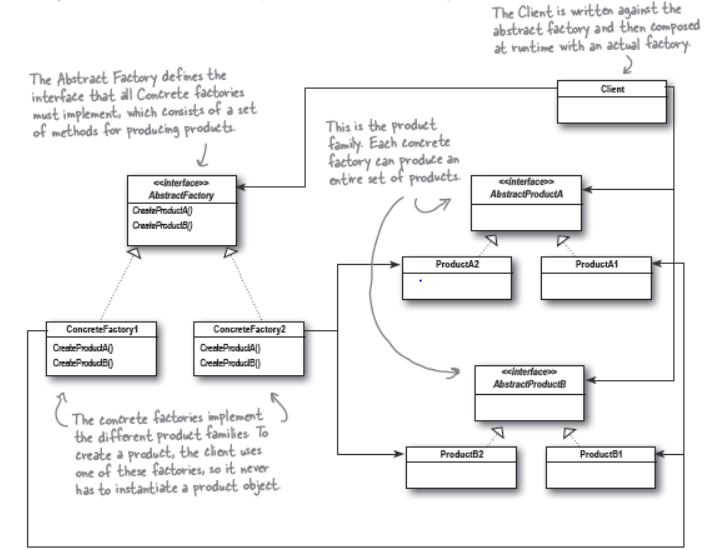 The Client is written against the
abstract factory and then composed
at runtime with an actual factory.
The Abstract Factory defines the
interface that all Concrete factories
must implement, which consists of a set
of methods for producing products.
Client
This is the product
family. Each concrete
factory can produce an
entire set of products.
<<interface>>
AbstractFactory
CreateProductA()
CreateProductB()
<<interface>>
AbstractProductA
ProductA2
ProductA1
ConcreteFactory1
CreateProductA()
CreateProductB()
ConcreteFactory2
CreateProductA()
CreateProductB()
<<interface>>
AbstractProductB
ProductB2
ProductB1
The concrete factories implement
the different product families. To
create a product, the client uses
one of these factories, so it never
has to instantiate a product object.